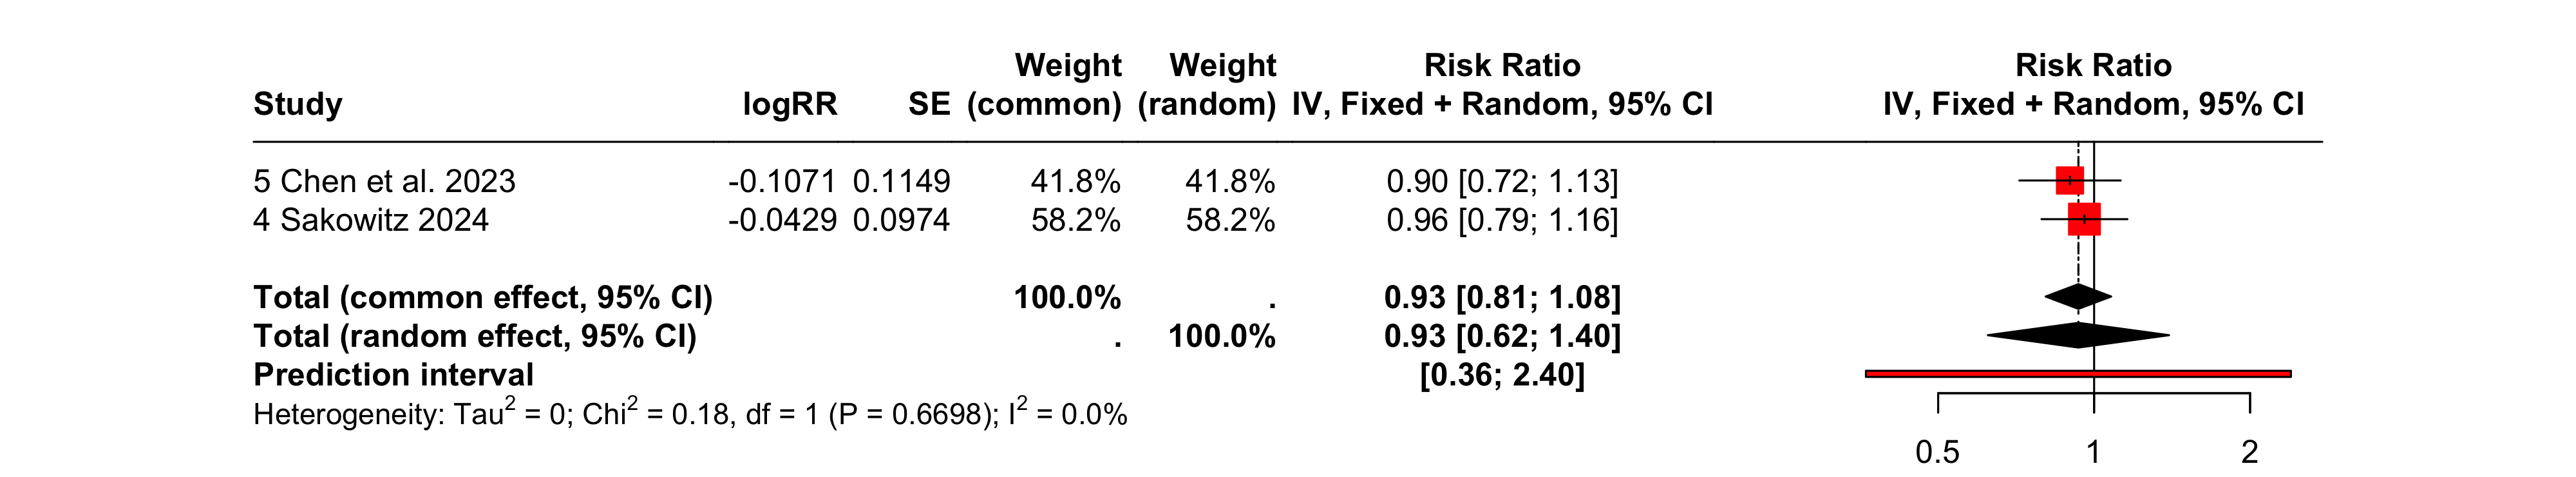 Weight Weight Risk Ratio Risk Ratio
Study logRR SE (common) (random) IV, Fixed + Random, 95% CI IV, Fixed + Random, 95% CI
5 Chen et al. 2023 -0.1071 0.1149 41.8% 41.8% 0.90 [0.72; 1.13]
4 Sakowitz 2024 -0.0429 0.0974 58.2% 58.2% 0.96 [0.79; 1.16]
Total (common effect, 95% CI) 100.0% . 0.93 [0.81; 1.08]
Total (random effect, 95% CI) . 100.0% 0.93 [0.62; 1.40]
Prediction interval [0.36; 2.40]
Heterogeneity: Tau² = 0; Chi² = 0.18, df = 1 (P = 0.6698); I² = 0.0%
0.5 1 2